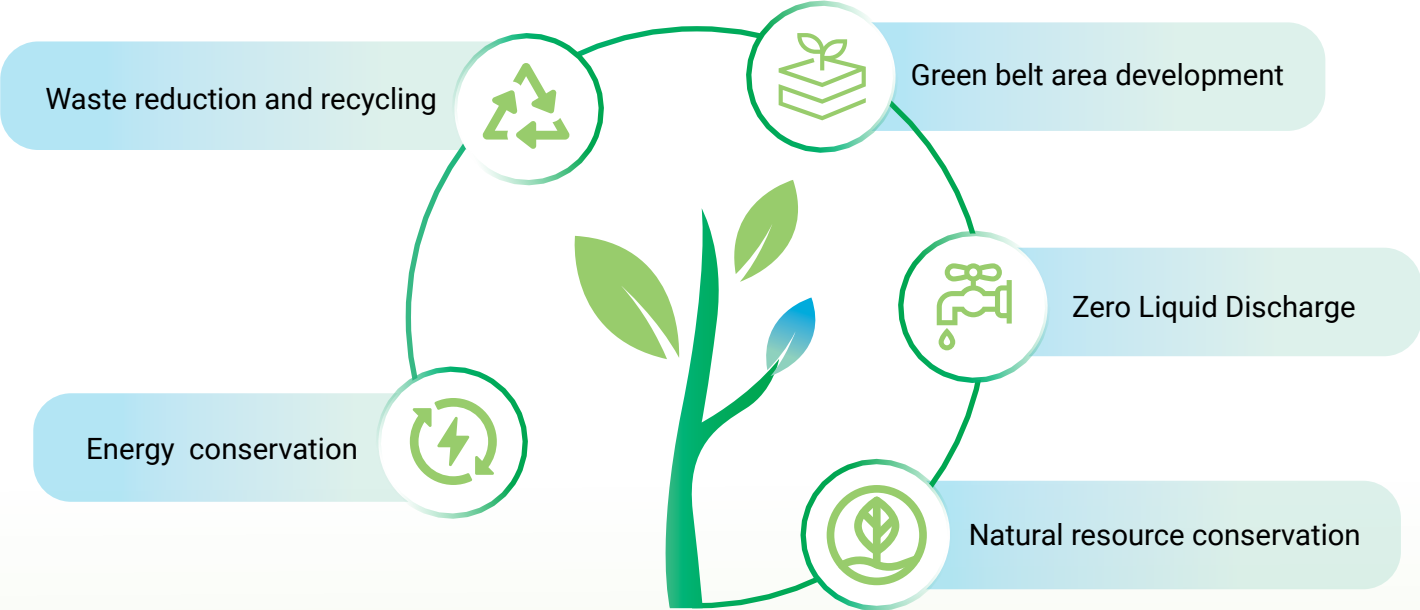 Waste reduction and recycling
Green belt area development
Zero Liquid Discharge
Energy  conservation
Natural resource conservation